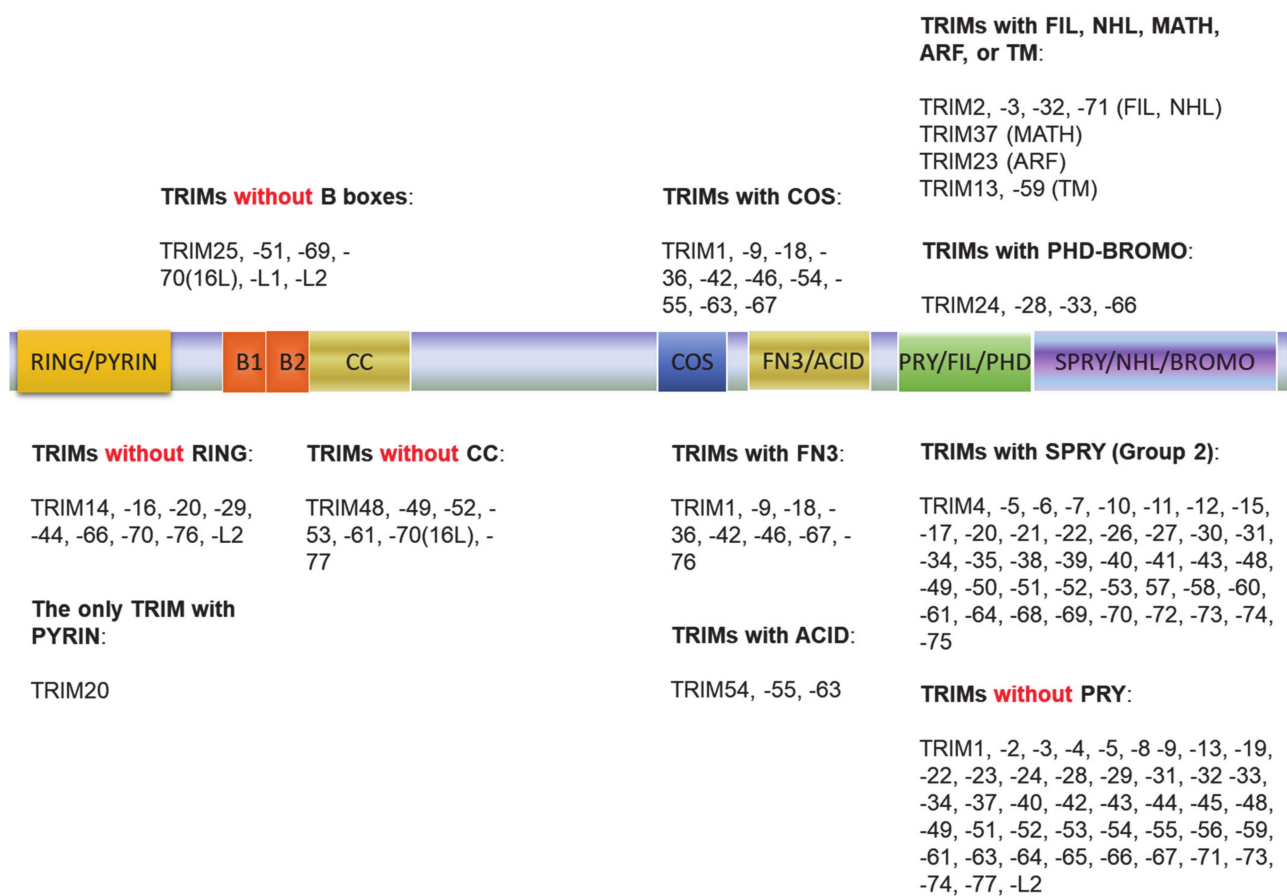 TRIMs with FIL, NHL, MATH,
ARF, or TM:
TRIM2, -3, -32, -71 (FIL, NHL)
TRIM37 (MATH)
TRIM23 (ARF)
TRIM13, -59 (TM)
TRIMs without B boxes:
TRIM25, -51, -69, -
70(16L), -L1, -L2
TRIMs with COS:
TRIM1, -9, -18, -
36, -42, -46, -54, -
55, -63, -67
TRIMs with PHD-BROMO:
TRIM24, -28, -33, -66
RING/PYRIN B1 B2 CC COS FN3/ACID PRY/FIL/PHD SPRY/NHL/BROMO
TRIMs without RING:
TRIM14, -16, -20, -29,
-44, -66, -70, -76, -L2
The only TRIM with
PYRIN:
TRIM20
TRIMs without CC:
TRIM48, -49, -52, -
53, -61, -70(16L), -
77
TRIMs with FN3:
TRIM1, -9, -18, -
36, -42, -46, -67, -
76
TRIMs with ACID:
TRIM54, -55, -63
TRIMs with SPRY (Group 2):
TRIM4, -5, -6, -7, -10, -11, -12, -15,
-17, -20, -21, -22, -26, -27, -30, -31,
-34, -35, -38, -39, -40, -41, -43, -48,
-49, -50, -51, -52, -53, 57, -58, -60,
-61, -64, -68, -69, -70, -72, -73, -74,
-75
TRIMs without PRY:
TRIM1, -2, -3, -4, -5, -8 -9, -13, -19,
-22, -23, -24, -28, -29, -31, -32 -33,
-34, -37, -40, -42, -43, -44, -45, -48,
-49, -51, -52, -53, -54, -55, -56, -59,
-61, -63, -64, -65, -66, -67, -71, -73,
-74, -77, -L2